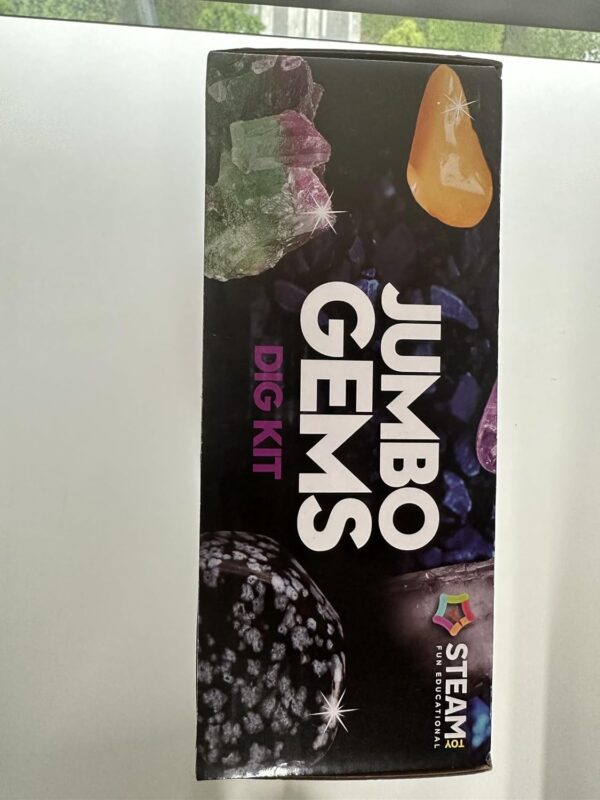 JUMBO
GEMS
DIG KIT
STEAM TOY
FUN EDUCATIONAL